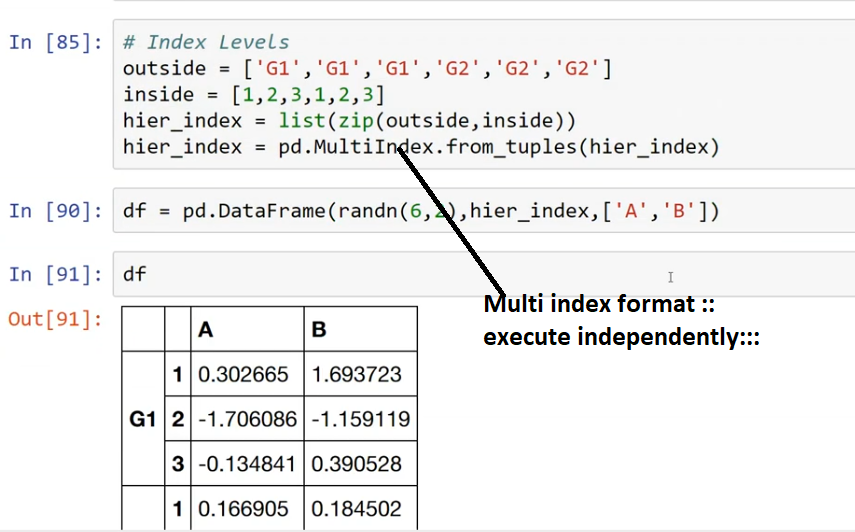 In [85]: # Index Levels
outside = ['G1','G1','G1','G2','G2','G2']
inside = [1,2,3,1,2,3]
hier_index = list(zip(outside,inside))
hier_index = pd.MultiIndex.from_tuples(hier_index)
In [90]: df = pd.DataFrame(randn(6,2),hier_index,['A','B'])
In [91]: df
Multi index format ::
execute independently:::
Out[91]:
A B
G1 1 0.302665 1.693723
2 -1.706086 -1.159119
3 -0.134841 0.390528
1 0.166905 0.184502